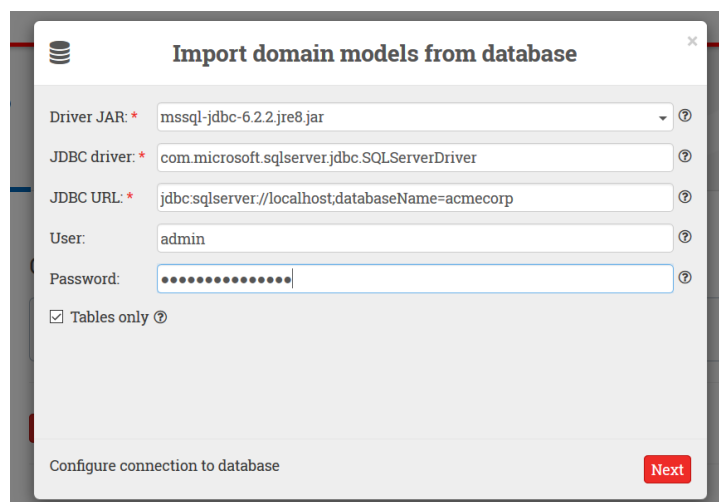 Import domain models from database
×
Driver JAR: * mssql-jdbc-6.2.2.jre8.jar
JDBC driver: * com.microsoft.sqlserver.jdbc.SQLServerDriver
JDBC URL: * jdbc:sqlserver://localhost;databaseName=acmecorp
User: admin
Password: ●●●●●●●●●●●●●●●
Tables only
Configure connection to database
Next